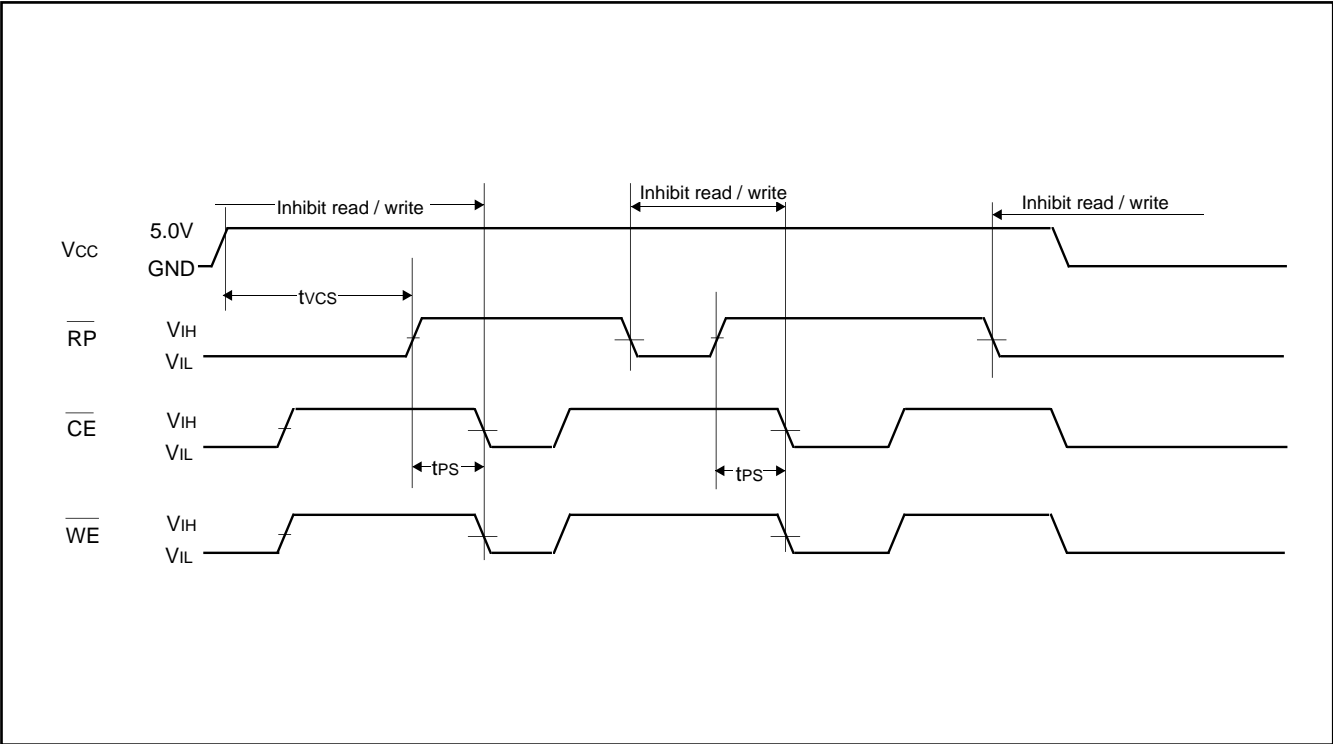 Inhibit read / write
Inhibit read / write
Inhibit read / write
VCC
5.0V
GND
tVCS
RP
VIH
VIL
CE
VIH
VIL
tPS
tPS
WE
VIH
VIL